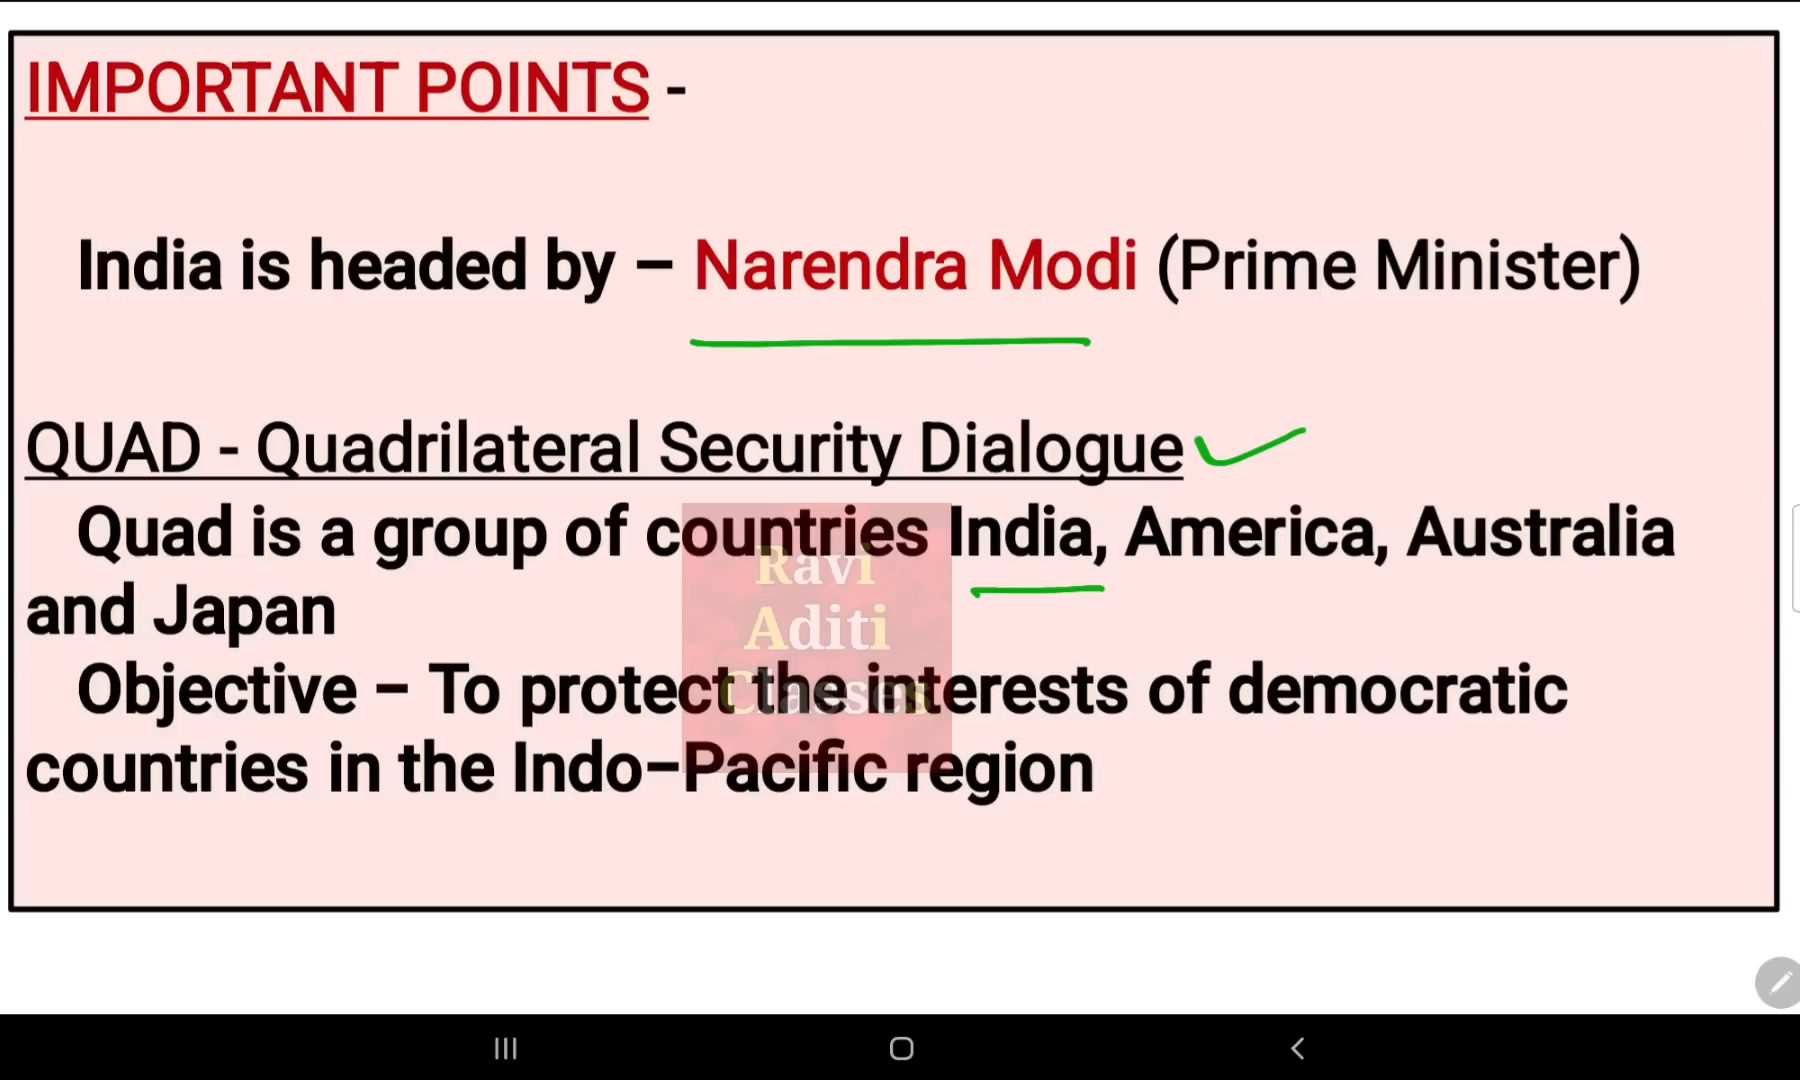 IMPORTANT POINTS -
India is headed by – Narendra Modi (Prime Minister)
QUAD - Quadrilateral Security Dialogue
Quad is a group of countries India, America, Australia
and Japan
Objective – To protect the interests of democratic
countries in the Indo–Pacific region
Ravi
Aditi
Classes